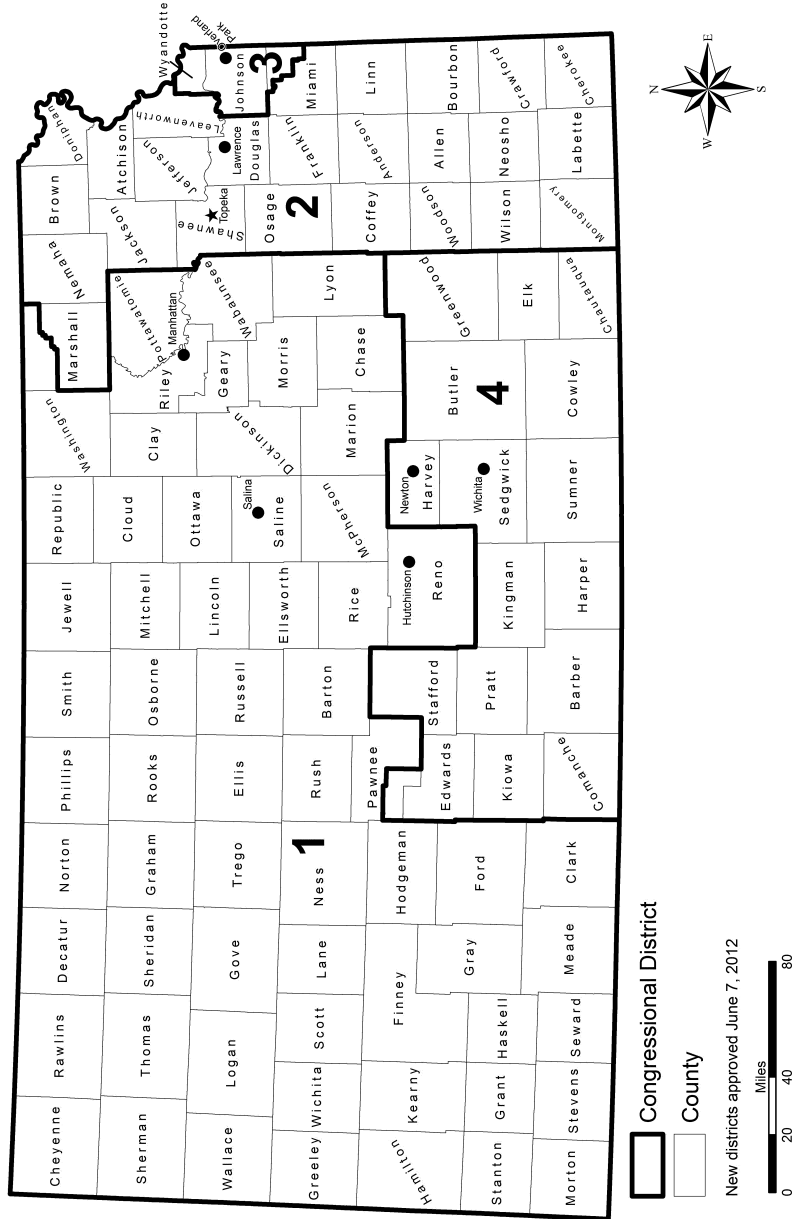 Cheyenne
Rawlins
Decatur
Norton
Phillips
Smith
Jewell
Republic
Washington
Marshall
Nemaha
Brown
Doniphan
Sherman
Thomas
Sheridan
Graham
Rooks
Osborne
Mitchell
Cloud
Clay
Riley
Pottawatomie
Manhattan
Jackson
Atchison
Jefferson
Leavenworth
Wyandotte
Wallace
Logan
Gove
Trego
Ellis
Russell
Lincoln
Ottawa
Salina
Saline
Dickinson
Geary
Wabaunsee
Shawnee
Topeka
Lawrence
Douglas
Johnson
Overland
Park
3
Greeley
Wichita
Scott
Lane
Ness
1
Rush
Barton
Ellsworth
Rice
McPherson
Marion
Morris
Chase
Lyon
Osage
2
Franklin
Miami
Hamilton
Kearny
Finney
Hodgeman
Pawnee
Stafford
Hutchinson
Reno
Newton
Harvey
Butler
4
Greenwood
Coffey
Anderson
Linn
Stanton
Grant
Haskell
Gray
Ford
Edwards
Kiowa
Pratt
Kingman
Wichita
Sedgwick
Elk
Woodson
Allen
Bourbon
Wilson
Neosho
Crawford
Morton
Stevens
Seward
Meade
Clark
Comanche
Barber
Harper
Sumner
Cowley
Chautauqua
Montgomery
Labette
Cherokee
Congressional District
County
New districts approved June 7, 2012
Miles
0 20 40 80
N
W E
S